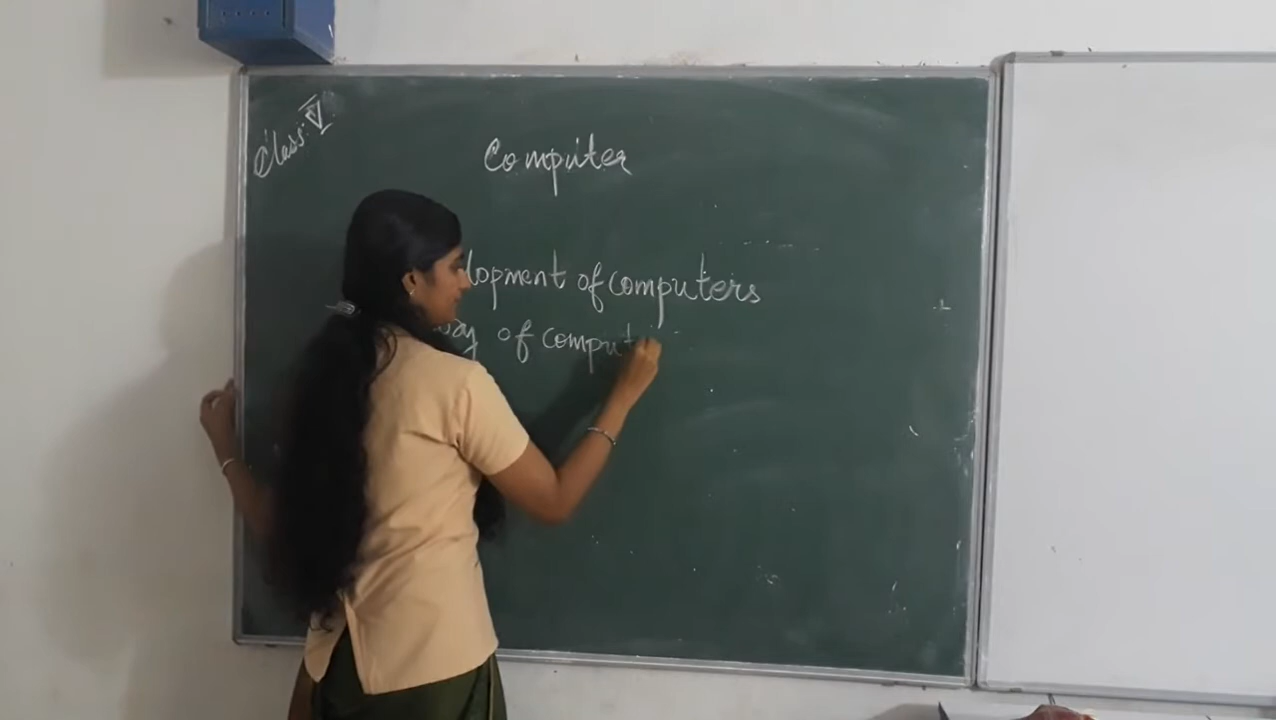 Class: V
Computer
lopment of computers
of comput